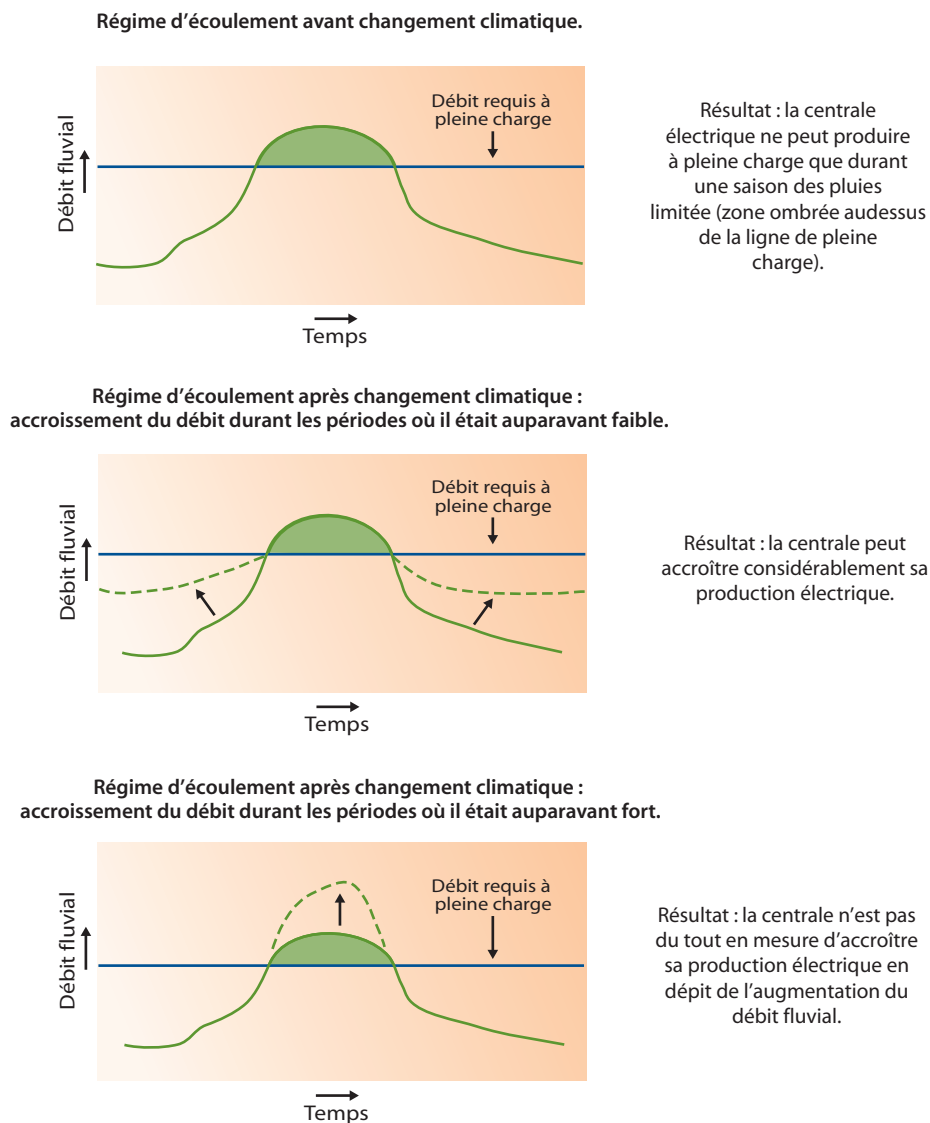 Régime d’écoulement avant changement climatique.
Débit fluvial
Débit requis à
pleine charge
Temps
Résultat : la centrale
électrique ne peut produire
à pleine charge que durant
une saison des pluies
limitée (zone ombrée audessus
de la ligne de pleine
charge).
Régime d’écoulement après changement climatique :
accroissement du débit durant les périodes où il était auparavant faible.
Débit fluvial
Débit requis à
pleine charge
Temps
Résultat : la centrale peut
accroître considérablement sa
production électrique.
Régime d’écoulement après changement climatique :
accroissement du débit durant les périodes où il était auparavant fort.
Débit fluvial
Débit requis à
pleine charge
Temps
Résultat : la centrale n’est pas
du tout en mesure d’accroître
sa production électrique en
dépit de l’augmentation du
débit fluvial.